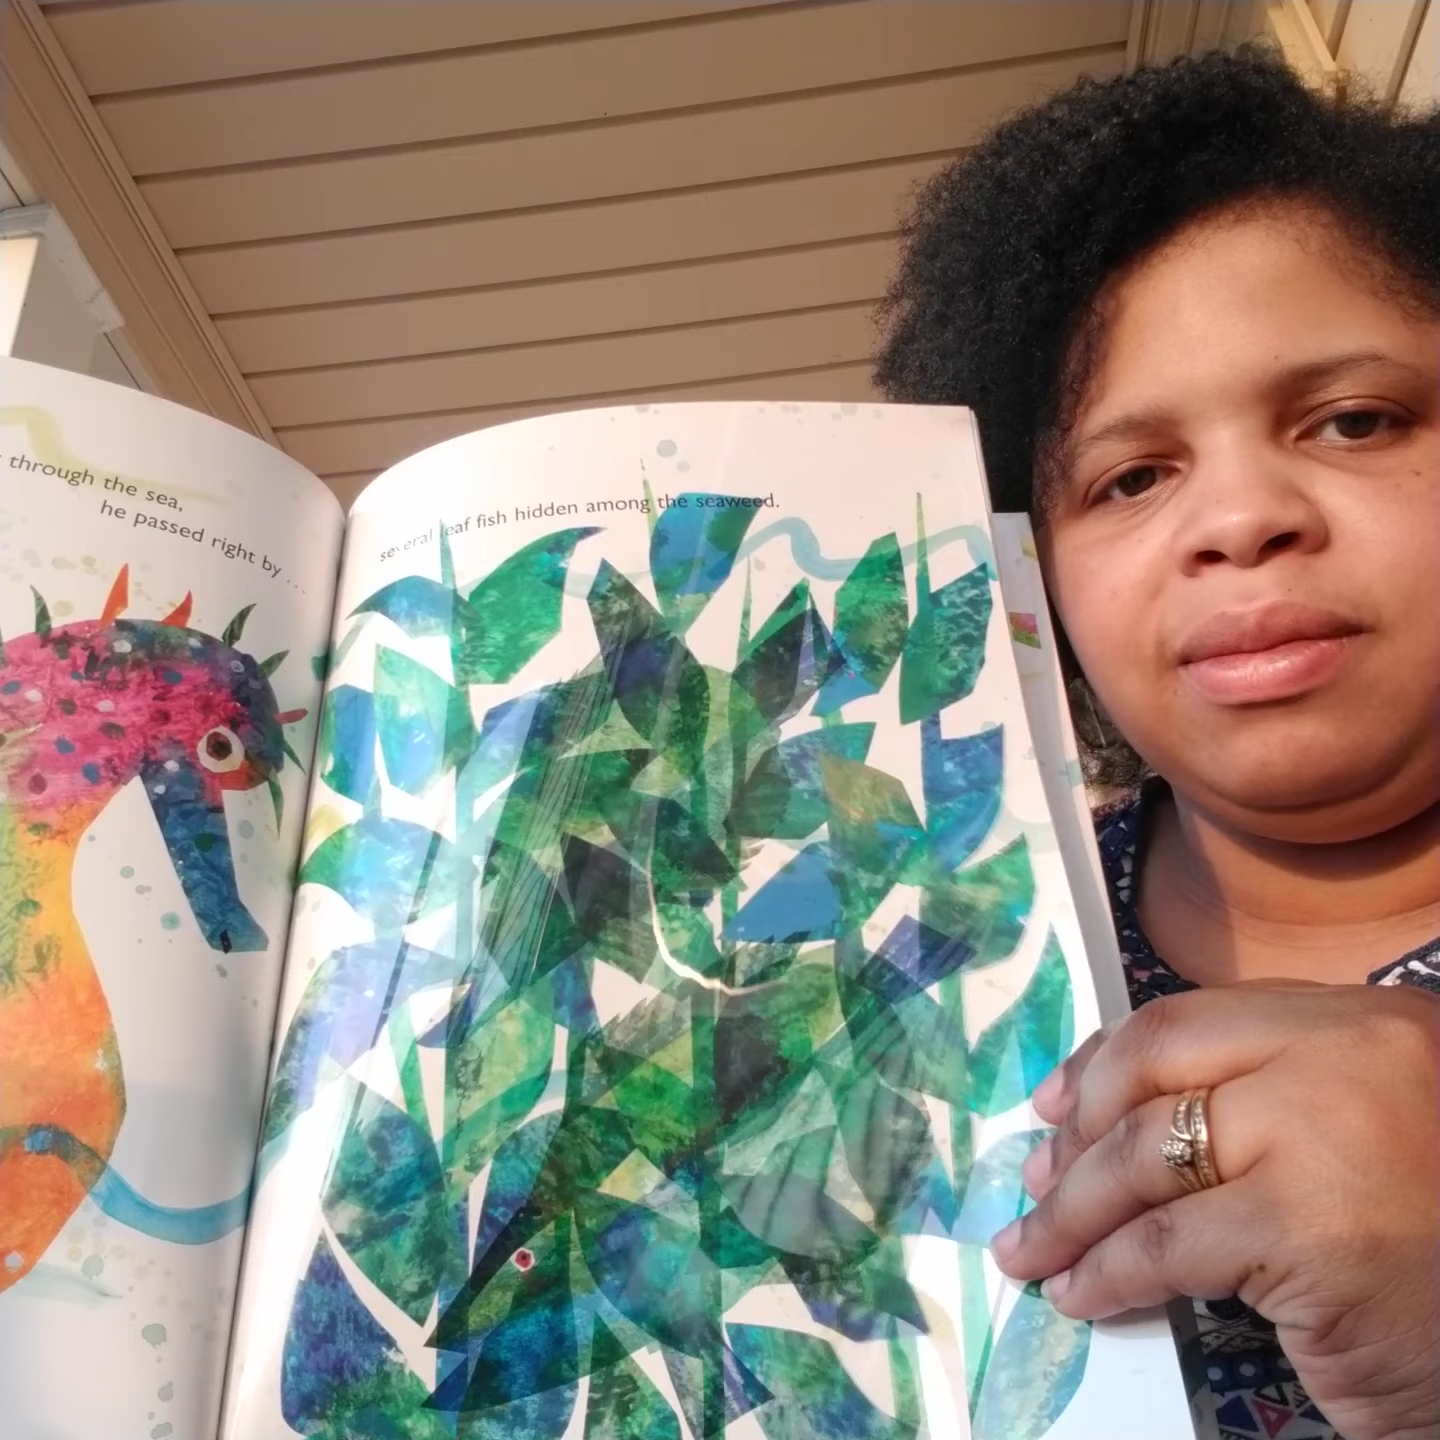 through the sea,
he passed right by ...
several leaf fish hidden among the seaweed.